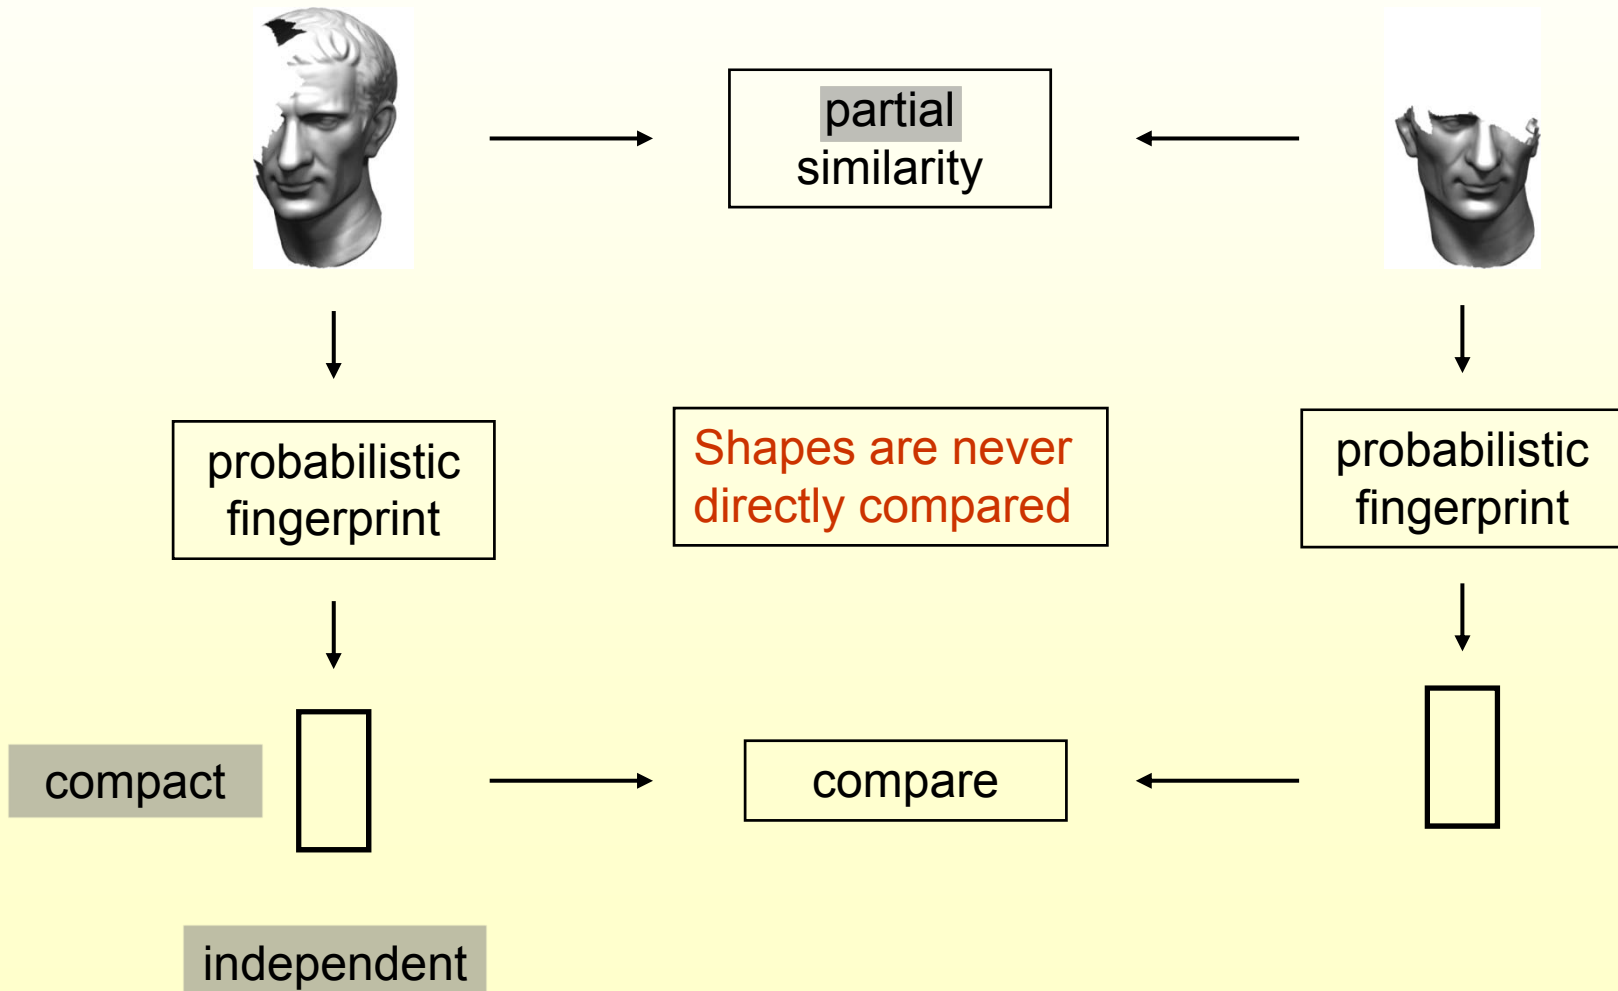 partial
similarity
probabilistic
fingerprint
Shapes are never
directly compared
probabilistic
fingerprint
compact
compare
independent